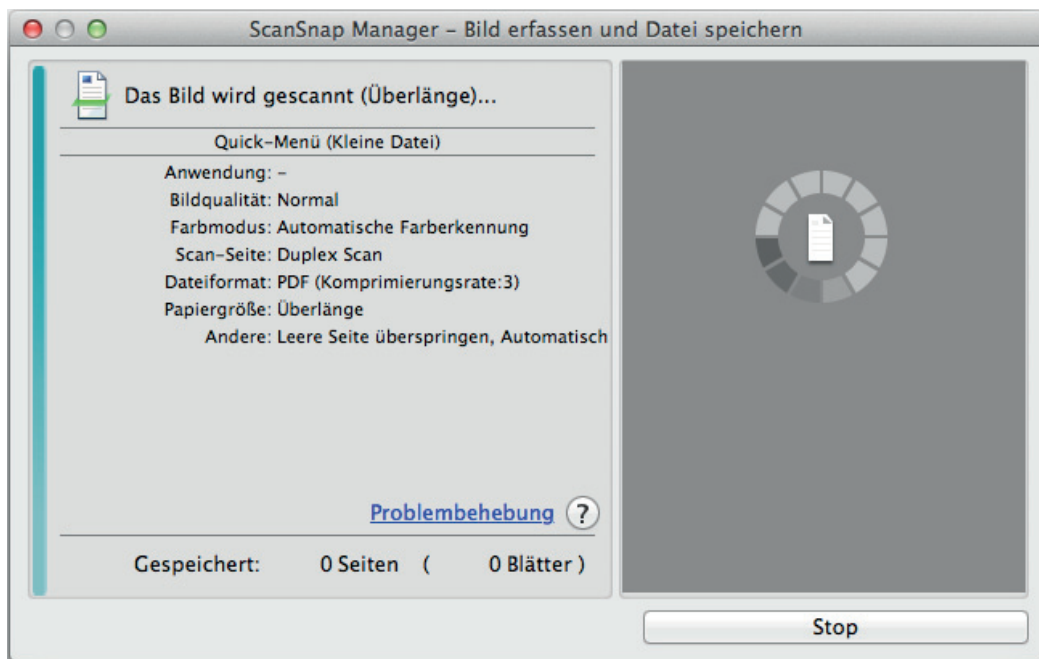 ScanSnap Manager – Bild erfassen und Datei speichern
Das Bild wird gescannt (Überlänge)...
Quick-Menü (Kleine Datei)
Anwendung: –
Bildqualität: Normal
Farbmodus: Automatische Farberkennung
Scan-Seite: Duplex Scan
Dateiformat: PDF (Komprimierungsrate:3)
Papiergröße: Überlänge
Andere: Leere Seite überspringen, Automatisch
Problembehebung ?
Gespeichert: 0 Seiten ( 0 Blätter )
Stop